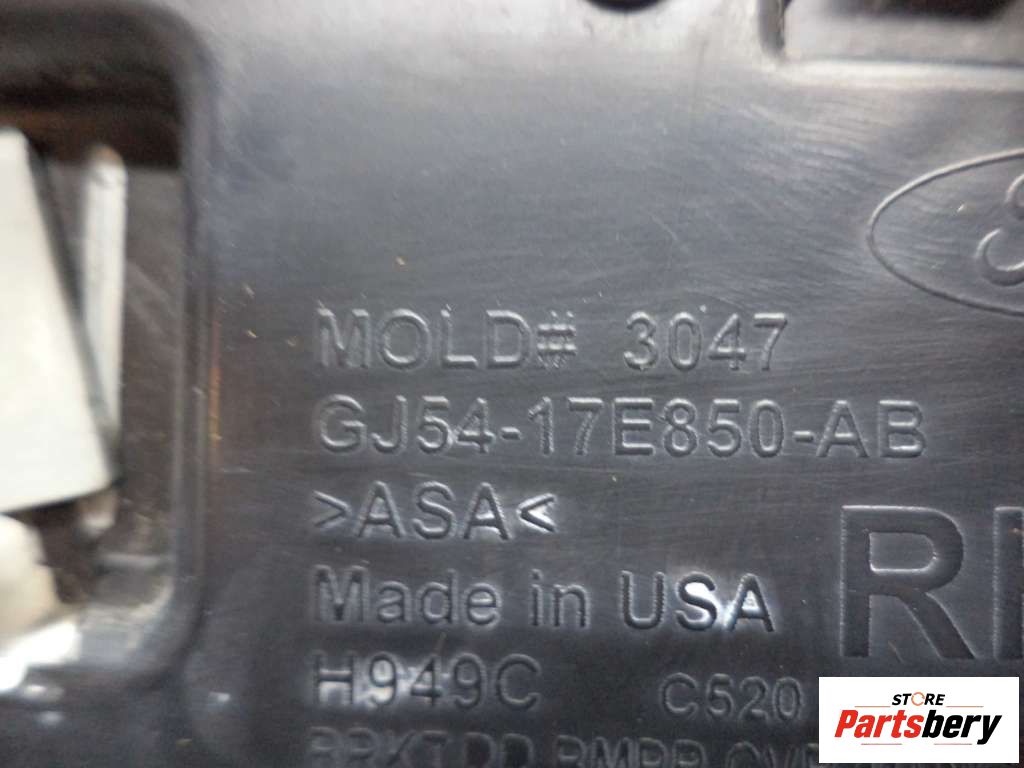 MOLD# 3047
GJ54-17E850-AB
>ASA<
Made in USA
H949C C520
STORE
Partsbery